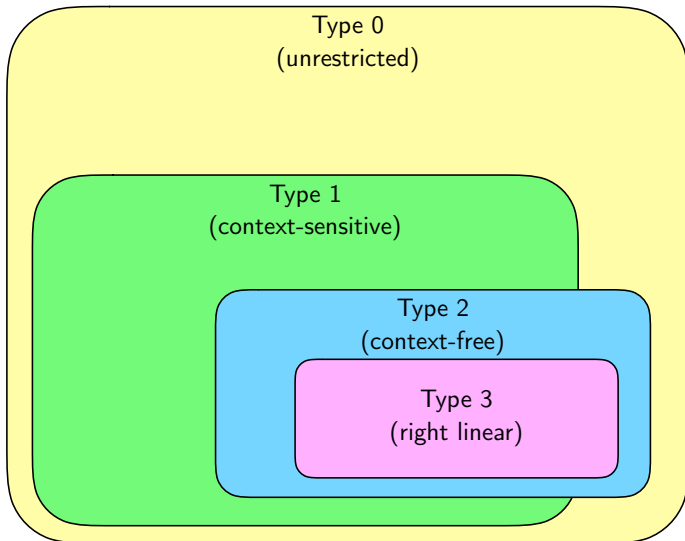 Type 0
(unrestricted)
Type 1
(context-sensitive)
Type 2
(context-free)
Type 3
(right linear)